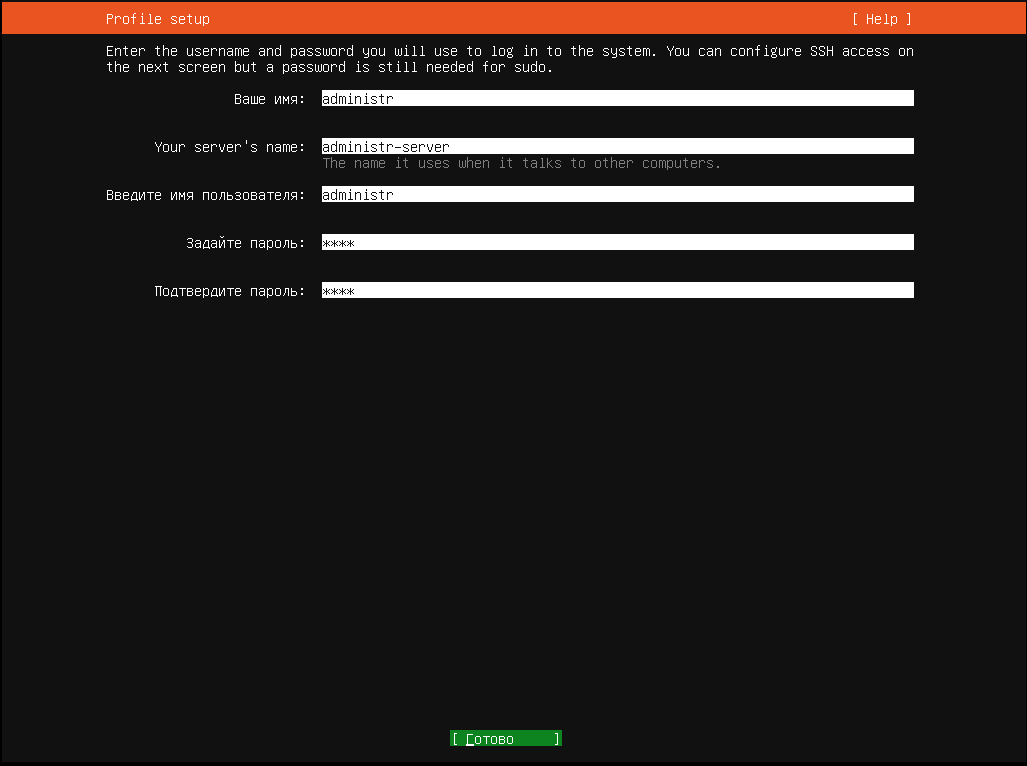 Profile setup [ Help ]
Enter the username and password you will use to log in to the system. You can configure SSH access on
the next screen but a password is still needed for sudo.
Ваше имя: administr
Your server's name: administr-server
The name it uses when it talks to other computers.
Введите имя пользователя: administr
Задайте пароль: ****
Подтвердите пароль: ****
[ Готово ]